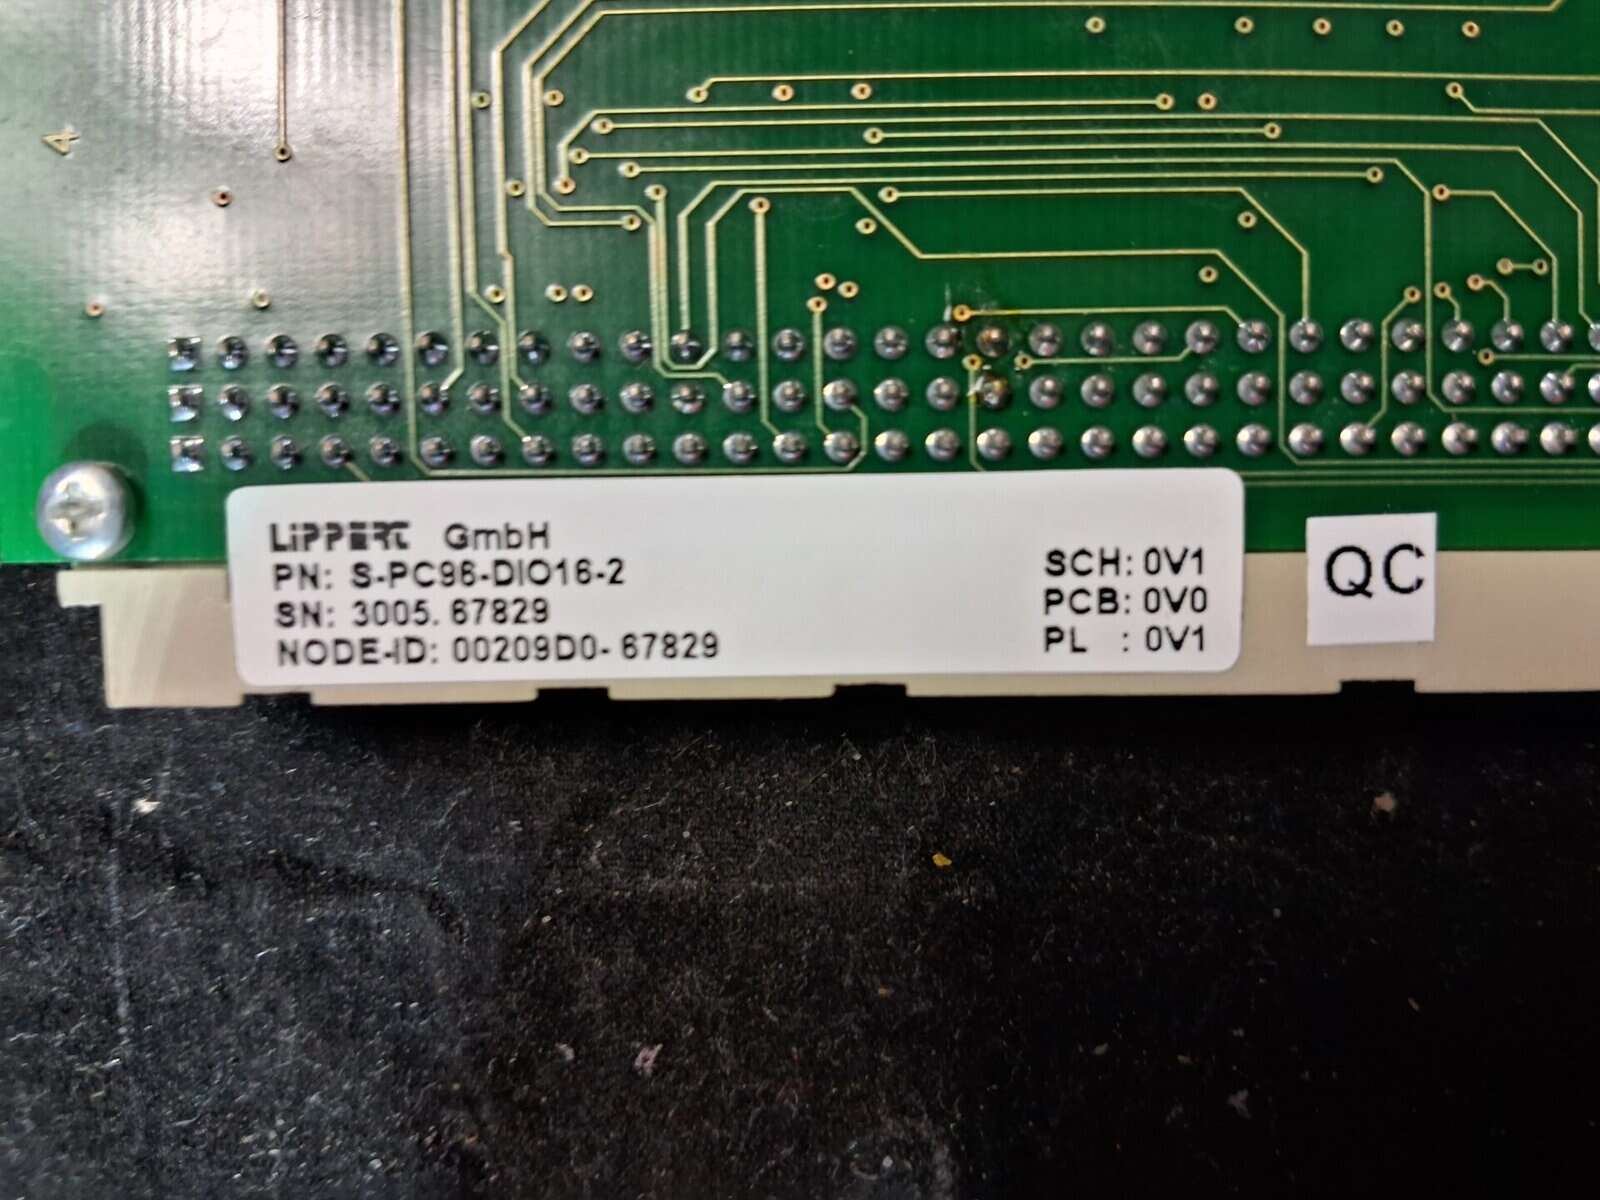 4
LiPPERT GmbH
PN: S-PC96-DIO16-2
SN: 3005. 67829
NODE-ID: 00209D0- 67829
SCH: 0V1
PCB: 0V0
PL : 0V1
QC